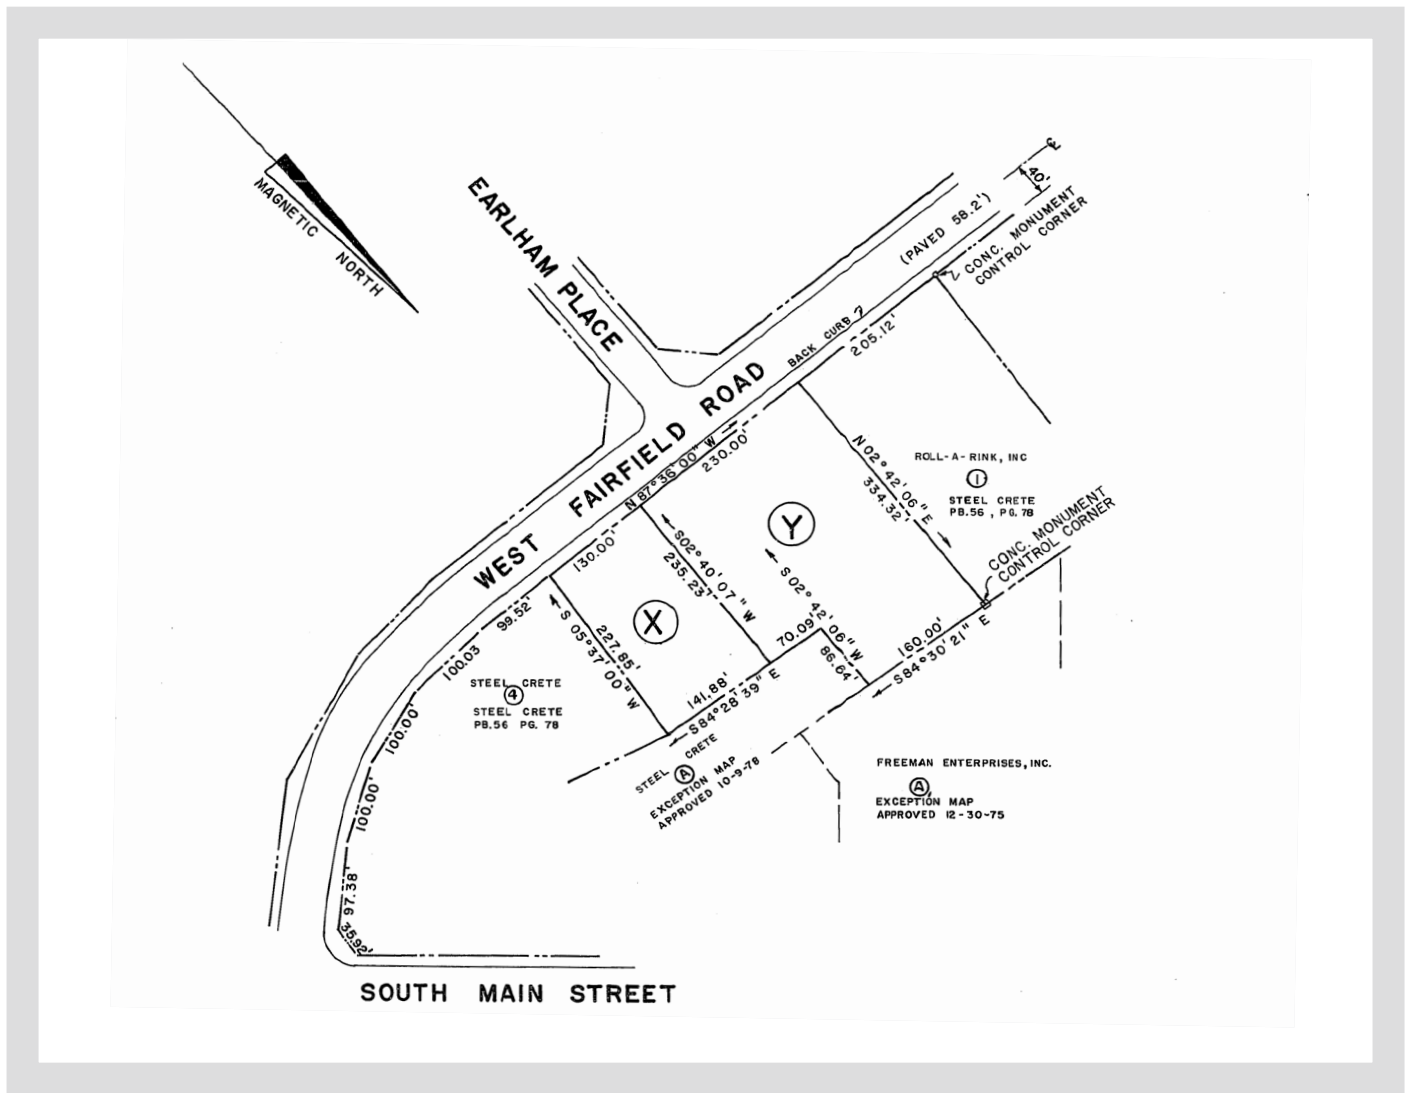 MAGNETIC NORTH
EARLHAM PLACE
WEST FAIRFIELD ROAD
(PAVED 58.2')
40'
CONC. MONUMENT
CONTROL CORNER
BACK CURB
205.12'
N 87° 36' 00" W
230.00'
130.00'
99.52'
100.03
100.00'
100.00'
97.38'
35.92'
N 02° 42' 06" E
334.32'
ROLL-A-RINK, INC
1
STEEL CRETE
PB.56, PG. 78
CONC. MONUMENT
CONTROL CORNER
Y
S 02° 40' 07" W
235.23'
S 02° 42' 06" W
86.64'
X
227.85'
S 05° 37' 00" W
70.09'
160.00'
S 84° 30' 21" E
141.88'
S 84° 28' 39" E
STEEL CRETE
4
STEEL CRETE
PB.56 PG. 78
STEEL CRETE
A
EXCEPTION MAP
APPROVED 10-9-78
FREEMAN ENTERPRISES, INC.
A
EXCEPTION MAP
APPROVED 12-30-75
SOUTH MAIN STREET